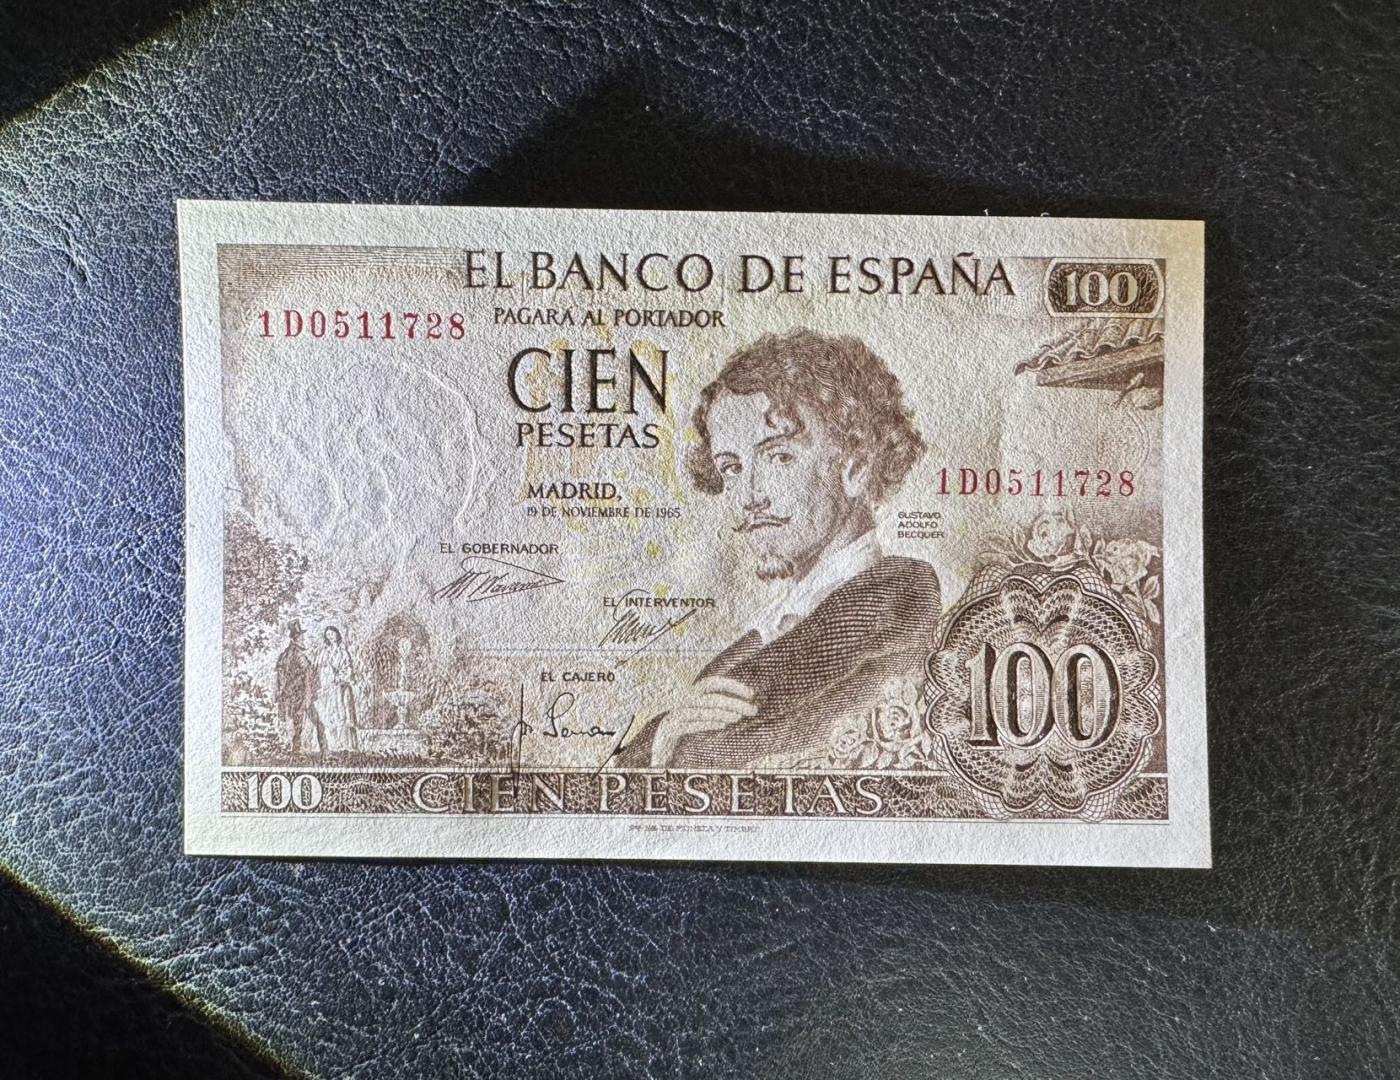 EL BANCO DE ESPAÑA
100
1D0511728
PAGARA AL PORTADOR
CIEN
PESETAS
MADRID,
19 DE NOVIEMBRE DE 1965
1D0511728
GUSTAVO
ADOLFO
BECQUER
EL GOBERNADOR
EL INTERVENTOR
EL CAJERO
100
100
CIEN PESETAS